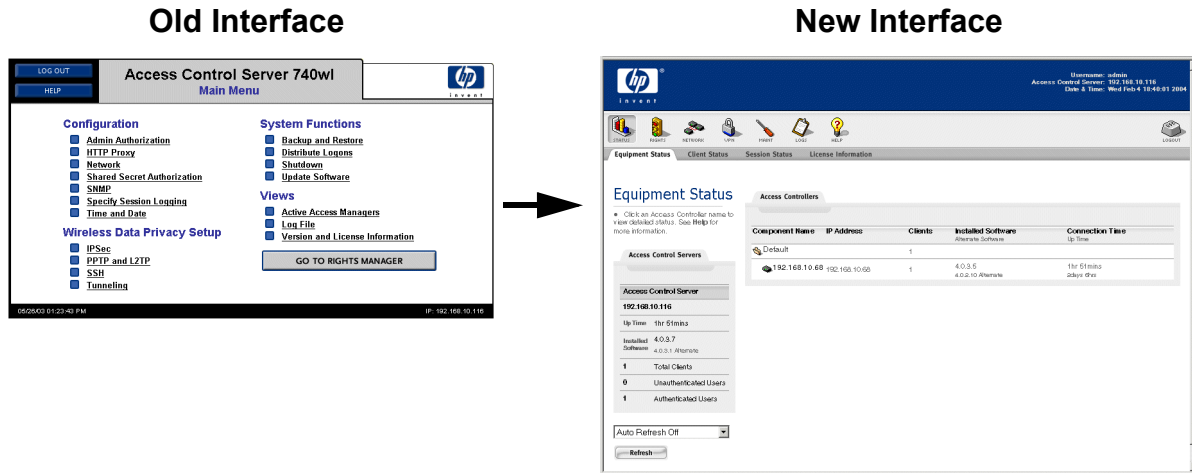 Old Interface
New Interface
LOG OUT
HELP
Access Control Server 740wl
Main Menu
hp
invent
Configuration
Admin Authorization
HTTP Proxy
Network
Shared Secret Authorization
SNMP
Specify Session Logging
Time and Date
Wireless Data Privacy Setup
IPSec
PPTP and L2TP
SSH
Tunneling
System Functions
Backup and Restore
Distribute Logons
Shutdown
Update Software
Views
Active Access Managers
Log File
Version and License Information
GO TO RIGHTS MANAGER
05/26/03 01:23:43 PM
IP: 192.168.10.116
hp
invent
Username: admin
Access Control Server: 192.168.10.116
Date & Time: Wed Feb 4 18:40:01 2004
STATUS RIGHTS NETWORK VPN MNGMT LOGS HELP LOGOUT
Equipment Status Client Status Session Status License Information
Equipment Status
Click an Access Controller name to
view detailed status. See Help for
more information.
Access Control Servers
Access Control Server
192.168.10.116
Up Time 1hr 51mins
Installed Software 4.0.3.7
4.0.3.1 Alternate
1 Total Clients
0 Unauthenticated Users
1 Authenticated Users
Auto Refresh Off
Refresh
Access Controllers
Component Name IP Address Clients Installed Software Connection Time
Alternate Software Up Time
Default 1
192.168.10.68 192.168.10.68 1 4.0.3.5 1hr 51mins
4.0.2.10 Alternate 2days 6hrs